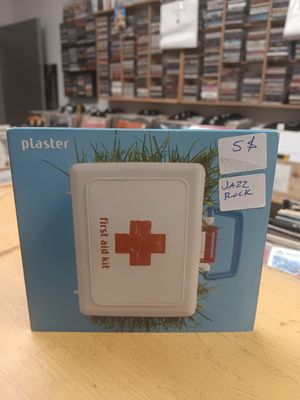 plaster
5$
JAZZ
ROCK
first aid kit